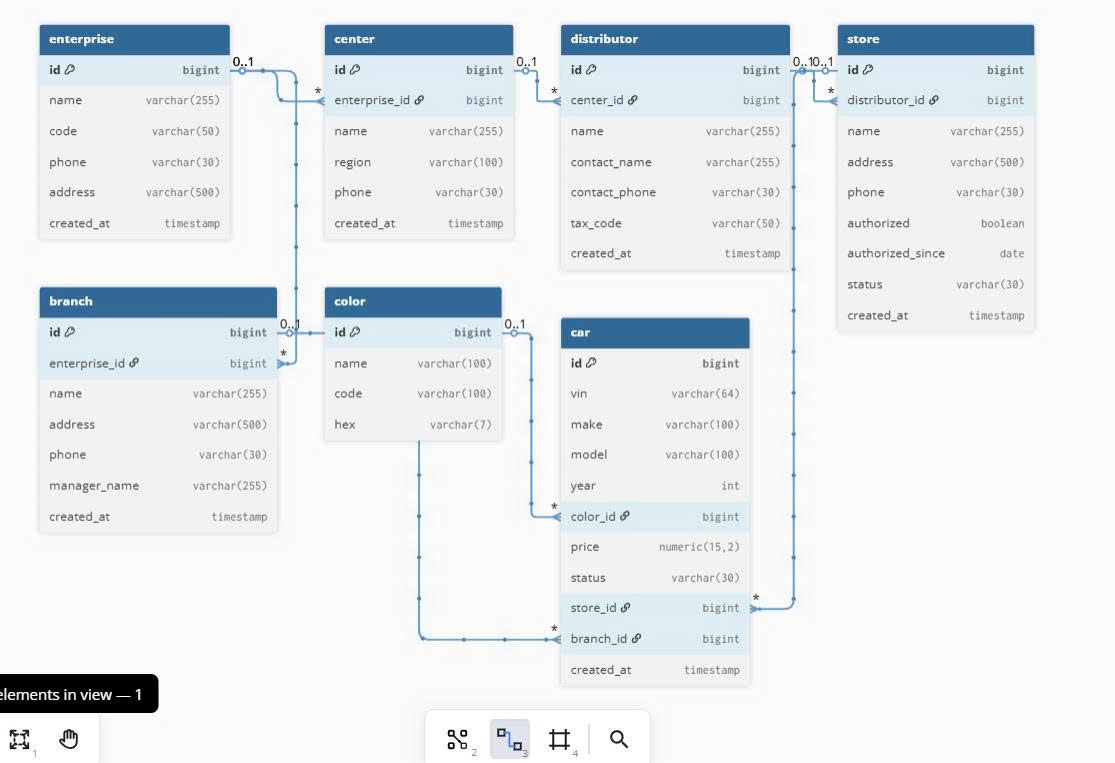 enterprise
id bigint
name varchar(255)
code varchar(50)
phone varchar(30)
address varchar(500)
created_at timestamp
0..1
*
center
id bigint
enterprise_id bigint
name varchar(255)
region varchar(100)
phone varchar(30)
created_at timestamp
0..1
*
distributor
id bigint
center_id bigint
name varchar(255)
contact_name varchar(255)
contact_phone varchar(30)
tax_code varchar(50)
created_at timestamp
0..1 0..1
*
store
id bigint
distributor_id bigint
name varchar(255)
address varchar(500)
phone varchar(30)
authorized boolean
authorized_since date
status varchar(30)
created_at timestamp
branch
id bigint
enterprise_id bigint
name varchar(255)
address varchar(500)
phone varchar(30)
manager_name varchar(255)
created_at timestamp
0..1
*
color
id bigint
name varchar(100)
code varchar(100)
hex varchar(7)
0..1
*
*
car
id bigint
vin varchar(64)
make varchar(100)
model varchar(100)
year int
color_id bigint
price numeric(15,2)
status varchar(30)
store_id bigint
branch_id bigint
created_at timestamp
*
elements in view — 1
1
2
3
4